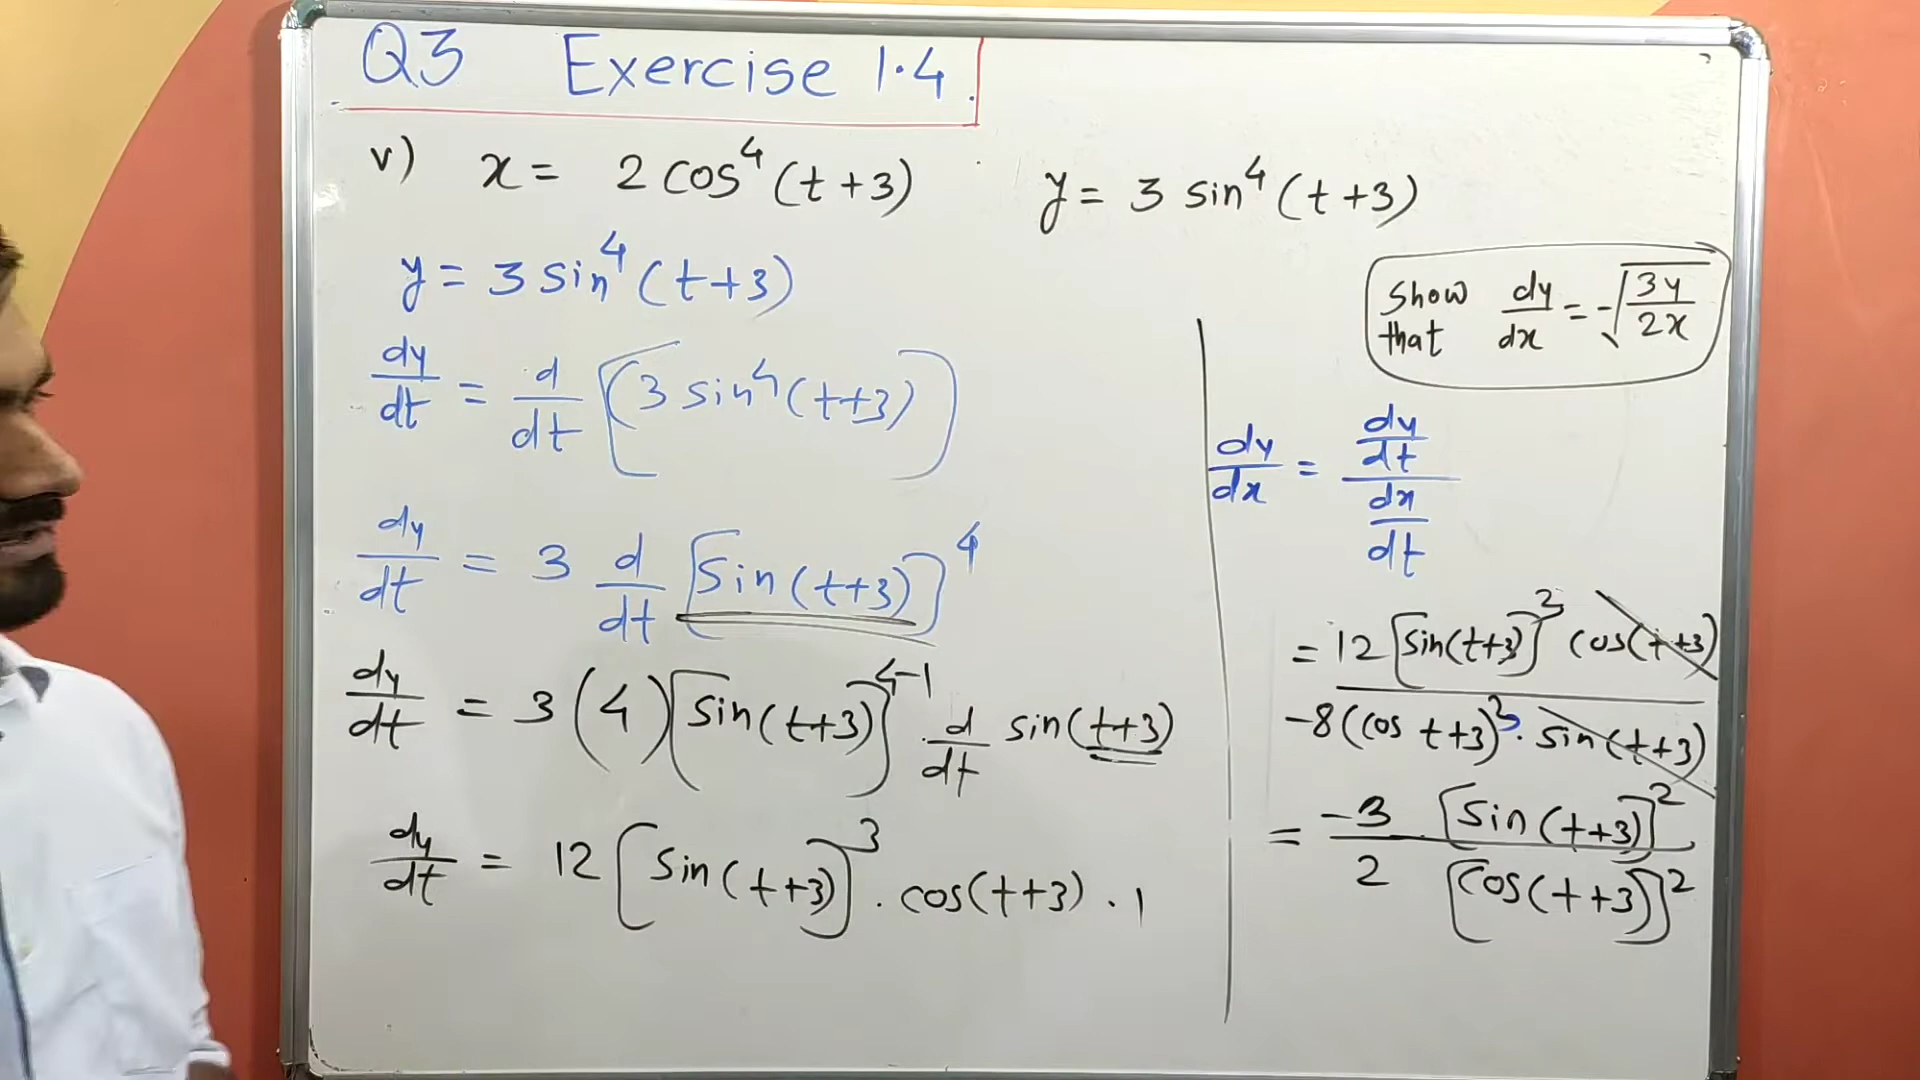 Q3 Exercise 1.4
v) x = 2 cos⁴ (t+3) y = 3 sin⁴ (t+3)
y = 3 sin⁴ (t+3)
dy/dt = d/dt [3 sin⁴ (t+3)]
dy/dt = 3 d/dt [sin (t+3)]⁴
dy/dt = 3 (4) [sin (t+3)]⁴⁻¹ . d/dt sin (t+3)
dy/dt = 12 [sin (t+3)]³ . cos(t+3) . 1
Show that dy/dx = -√(3y/2x)
dy/dx = (dy/dt)/(dx/dt)
= 12 [sin(t+3)]² cos(t+3) / -8 (cos t+3)³ . sin (t+3)
= -3/2 [sin (t+3)]² / [cos (t+3)]²